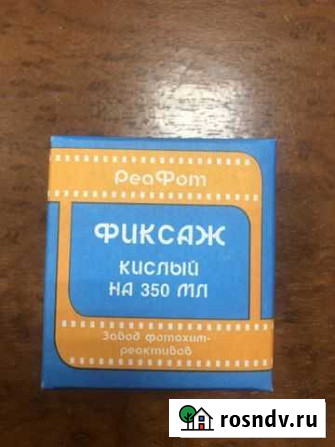 РеаФот
ФИКСАЖ
КИСЛЫЙ
НА 350 МЛ
Завод фотохим-
реактивов
rosndv.ru